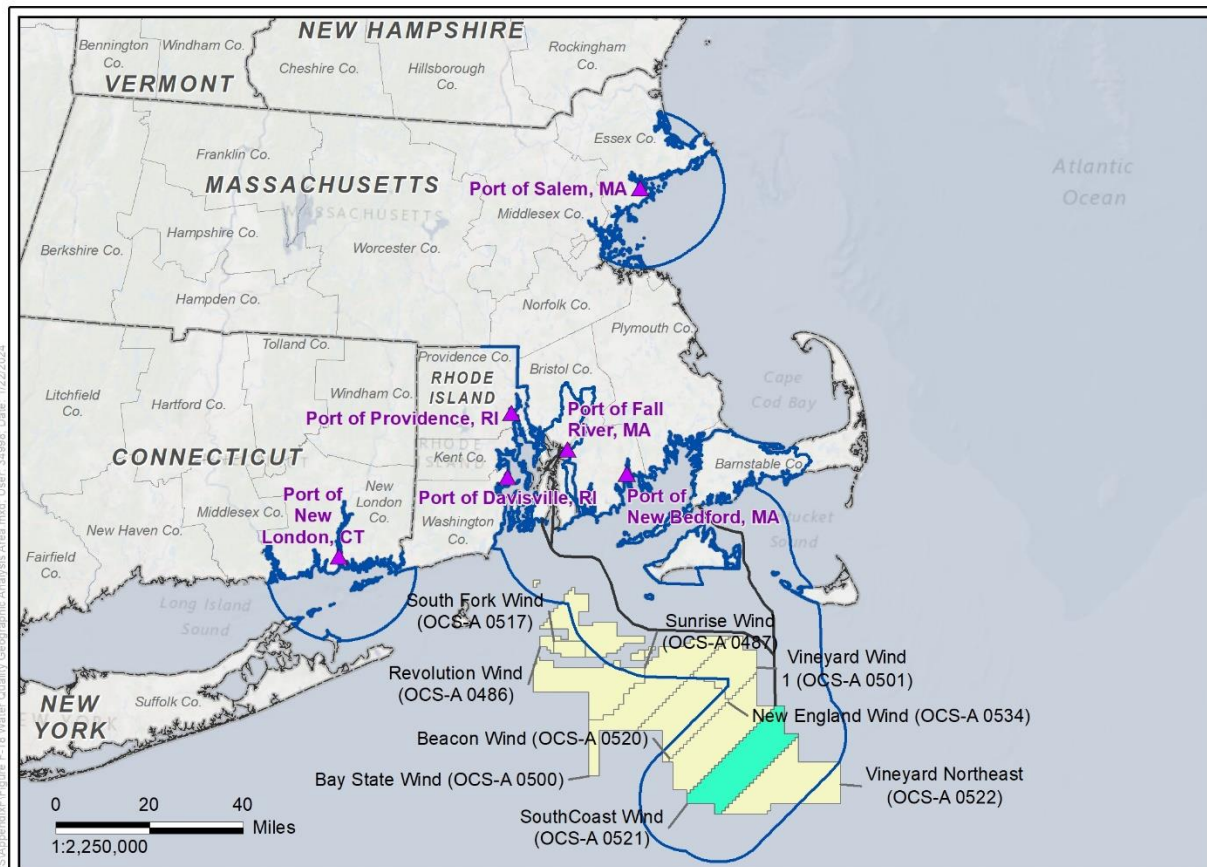 NEW HAMPSHIRE
Bennington
Co.
Windham Co.
Cheshire Co.
Hillsborough
Co.
Rockingham
Co.
VERMONT
Essex Co.
Franklin Co.
MASSACHUSETTS
MASSACHUSETTS
Port of Salem, MA
Middlesex Co.
Atlantic
Ocean
Hampshire Co.
Berkshire Co.
Worcester Co.
Hampden Co.
Norfolk Co.
Plymouth Co.
Tolland Co.
Providence Co.
Bristol Co.
RHODE
ISLAND
Cape
Cod Bay
Litchfield
Co.
Hartford Co.
Windham
Co.
Port of Providence, RI
Port of Fall
River, MA
RHODE
ISLAND
Kent Co.
CONNECTICUT
Barnstable Co.
Port of
New
London, CT
New
London
Co.
Port of Davisville, RI
Port of
New Bedford, MA
Middlesex Co.
Washington
Co.
New Haven Co.
Fairfield
Co.
Sound
Long Island
Sound
South Fork Wind
(OCS-A 0517)
Sunrise Wind
(OCS-A 0487)
Revolution Wind
(OCS-A 0486)
Vineyard Wind
1 (OCS-A 0501)
NEW
YORK
Suffolk Co.
New England Wind (OCS-A 0534)
Beacon Wind (OCS-A 0520)
Bay State Wind (OCS-A 0500)
Vineyard Northeast
(OCS-A 0522)
SouthCoast Wind
(OCS-A 0521)
0 20 40
Miles
1:2,250,000